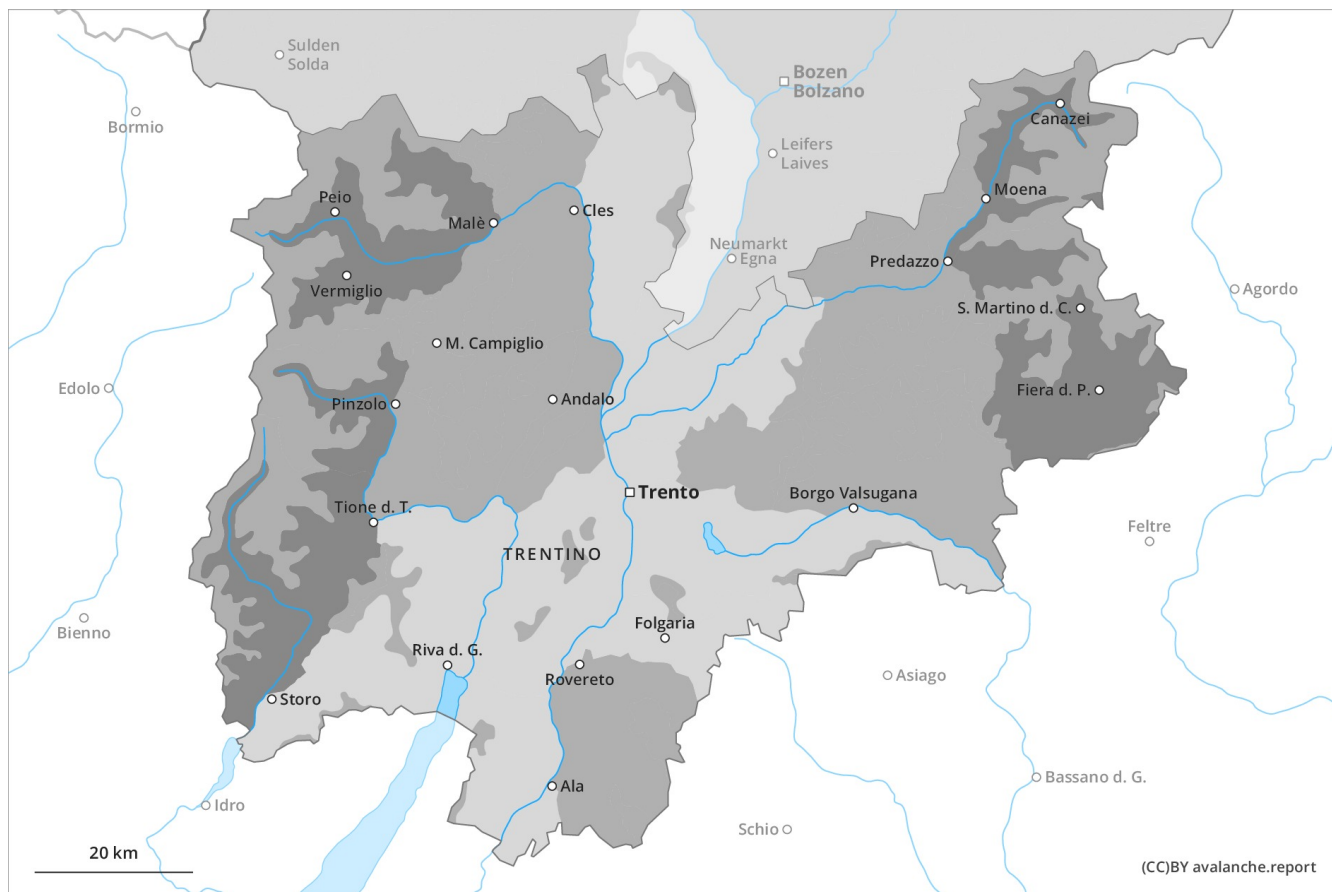 Sulden
Solda
Bozen
Bolzano
Bormio
Canazei
Leifers
Laives
Moena
Peio
Malè
Cles
Neumarkt
Egna
Predazzo
Vermiglio
Agordo
S. Martino d. C.
M. Campiglio
Edolo
Fiera d. P.
Pinzolo
Andalo
Trento
Borgo Valsugana
Tione d. T.
Feltre
TRENTINO
Bienno
Folgaria
Riva d. G.
Rovereto
Asiago
Storo
Bassano d. G.
Ala
Idro
Schio
20 km
(CC)BY avalanche.report